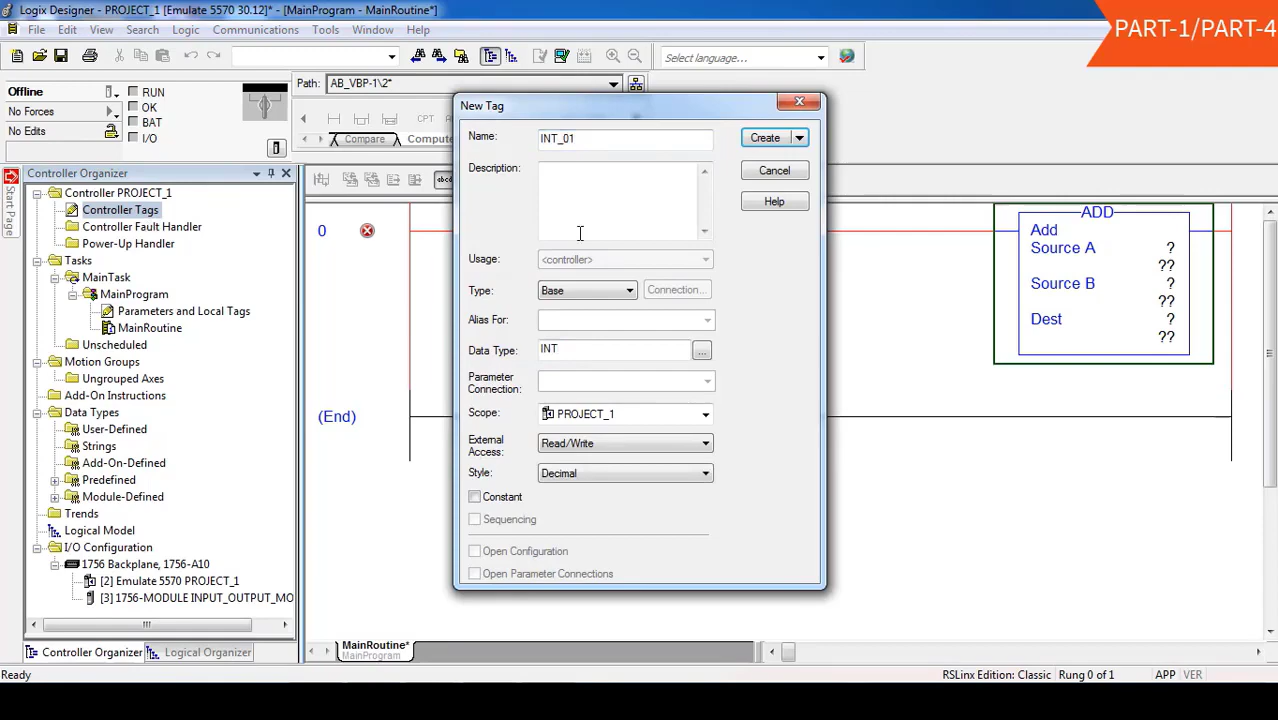 Logix Designer - PROJECT_1 [Emulate 5570 30.12]* - [MainProgram - MainRoutine*]
PART-1/PART-4
File Edit View Search Logic Communications Tools Window Help
Select language...
Path: AB_VBP-1\2*
Offline
RUN
No Forces
OK
No Edits
BAT
I/O
CPT
Compare
Compute
New Tag
Name: INT_01
Create
Description:
Cancel
Help
Usage: <controller>
Type: Base
Connection...
Alias For:
Data Type: INT
...
Parameter
Connection:
Scope: PROJECT_1
External
Access: Read/Write
Style: Decimal
Constant
Sequencing
Open Configuration
Open Parameter Connections
Start Page
Controller Organizer
Controller PROJECT_1
Controller Tags
Controller Fault Handler
Power-Up Handler
Tasks
MainTask
MainProgram
Parameters and Local Tags
MainRoutine
Unscheduled
Motion Groups
Ungrouped Axes
Add-On Instructions
Data Types
User-Defined
Strings
Add-On-Defined
Predefined
Module-Defined
Trends
Logical Model
I/O Configuration
1756 Backplane, 1756-A10
[2] Emulate 5570 PROJECT_1
[3] 1756-MODULE INPUT_OUTPUT_MO
Controller Organizer
Logical Organizer
abcd
0
(End)
ADD
Add
Source A ?
??
Source B ?
??
Dest ?
??
MainRoutine*
MainProgram
Ready
RSLinx Edition: Classic Rung 0 of 1 APP VER